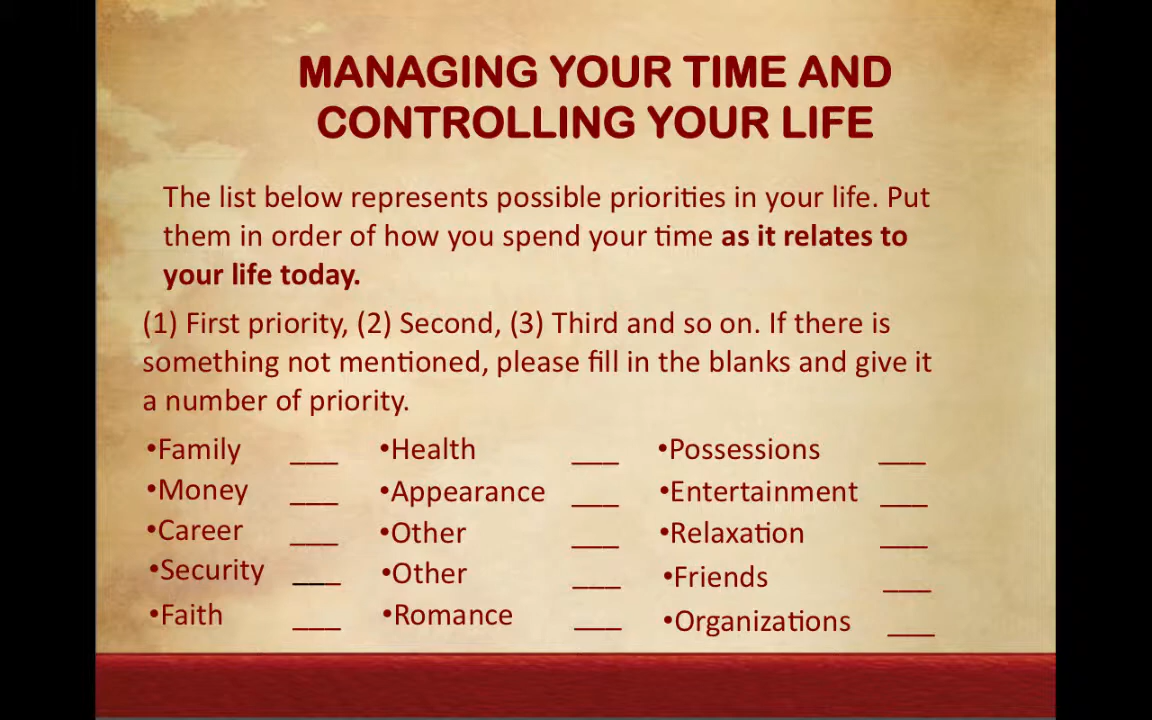 MANAGING YOUR TIME AND
CONTROLLING YOUR LIFE
The list below represents possible priorities in your life. Put
them in order of how you spend your time as it relates to
your life today.
(1) First priority, (2) Second, (3) Third and so on. If there is
something not mentioned, please fill in the blanks and give it
a number of priority.
•Family ___
•Money ___
•Career ___
•Security ___
•Faith ___
•Health ___
•Appearance ___
•Other ___
•Other ___
•Romance ___
•Possessions ___
•Entertainment ___
•Relaxation ___
•Friends ___
•Organizations ___